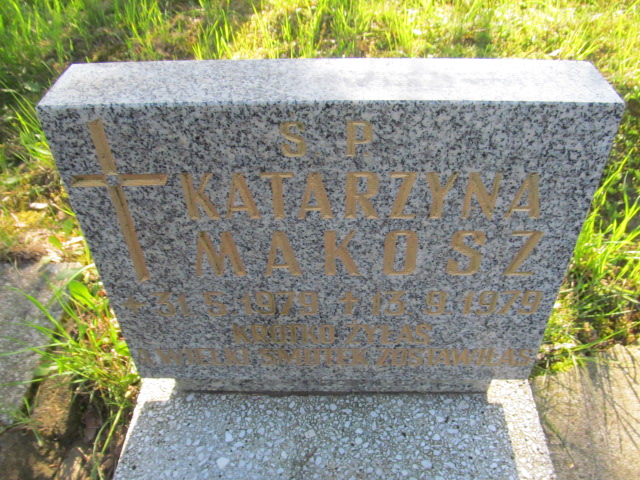 S P.
KATARZYNA
MAKOSZ
* 31.5.1979 + 13.9.1979
KRÓTKO ŻYŁAŚ
A WIELKI SMUTEK ZOSTAWIŁAŚ